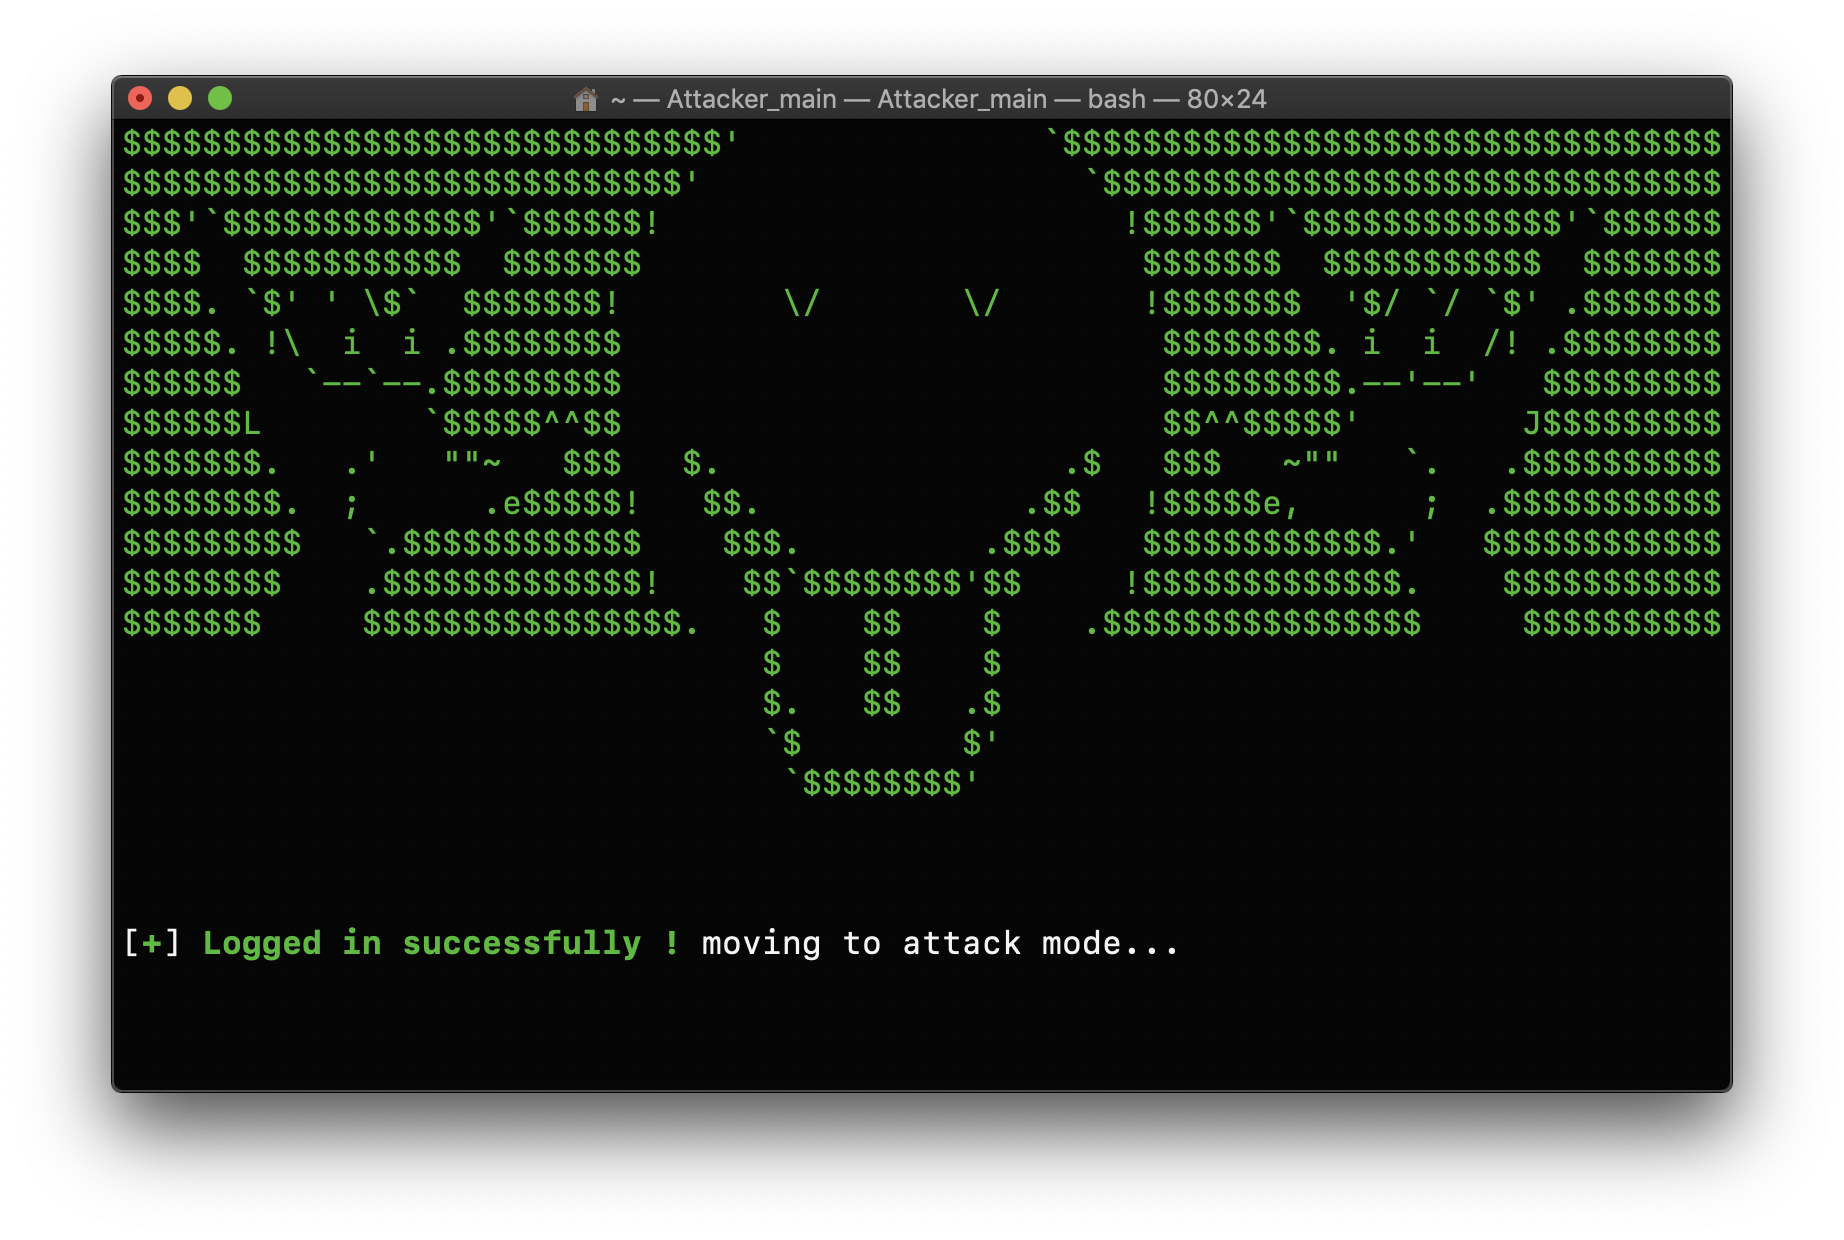 ~ — Attacker_main — Attacker_main — bash — 80×24
$$$$$$$$$$$$$$$$$$$$$$$$$$$$$$'               `$$$$$$$$$$$$$$$$$$$$$$$$$$$$$$$$$
$$$$$$$$$$$$$$$$$$$$$$$$$$$$'                   `$$$$$$$$$$$$$$$$$$$$$$$$$$$$$$$
$$$'`$$$$$$$$$$$$$'`$$$$$$!                       !$$$$$$'`$$$$$$$$$$$$$'`$$$$$$
$$$$  $$$$$$$$$$$  $$$$$$$                         $$$$$$$  $$$$$$$$$$$  $$$$$$$
$$$$. `$' ' \$`  $$$$$$$!        \/       \/       !$$$$$$$  '$/ `/ `$' .$$$$$$$
$$$$$. !\  i  i .$$$$$$$$                           $$$$$$$$. i  i  /! .$$$$$$$$
$$$$$$   `--`--.$$$$$$$$$                           $$$$$$$$$.--'--'   $$$$$$$$$
$$$$$$L        `$$$$$^^$$                           $$^^$$$$$'        J$$$$$$$$$
$$$$$$$.   .'   ""~   $$$   $.                 .$   $$$   ~""   `.   .$$$$$$$$$$
$$$$$$$$.  ;      .e$$$$$!   $$.             .$$   !$$$$$e,      ;  .$$$$$$$$$$$
$$$$$$$$$   `.$$$$$$$$$$$$    $$$.         .$$$    $$$$$$$$$$$$.'   $$$$$$$$$$$$
$$$$$$$$    .$$$$$$$$$$$$$!    $$`$$$$$$$$'$$     !$$$$$$$$$$$$$.    $$$$$$$$$$$
$$$$$$$     $$$$$$$$$$$$$$$$.   $    $$    $    .$$$$$$$$$$$$$$$$     $$$$$$$$$$
                                $    $$    $
                                $.   $$   .$
                                `$        $'
                                 `$$$$$$$$'
[+] Logged in successfully ! moving to attack mode...